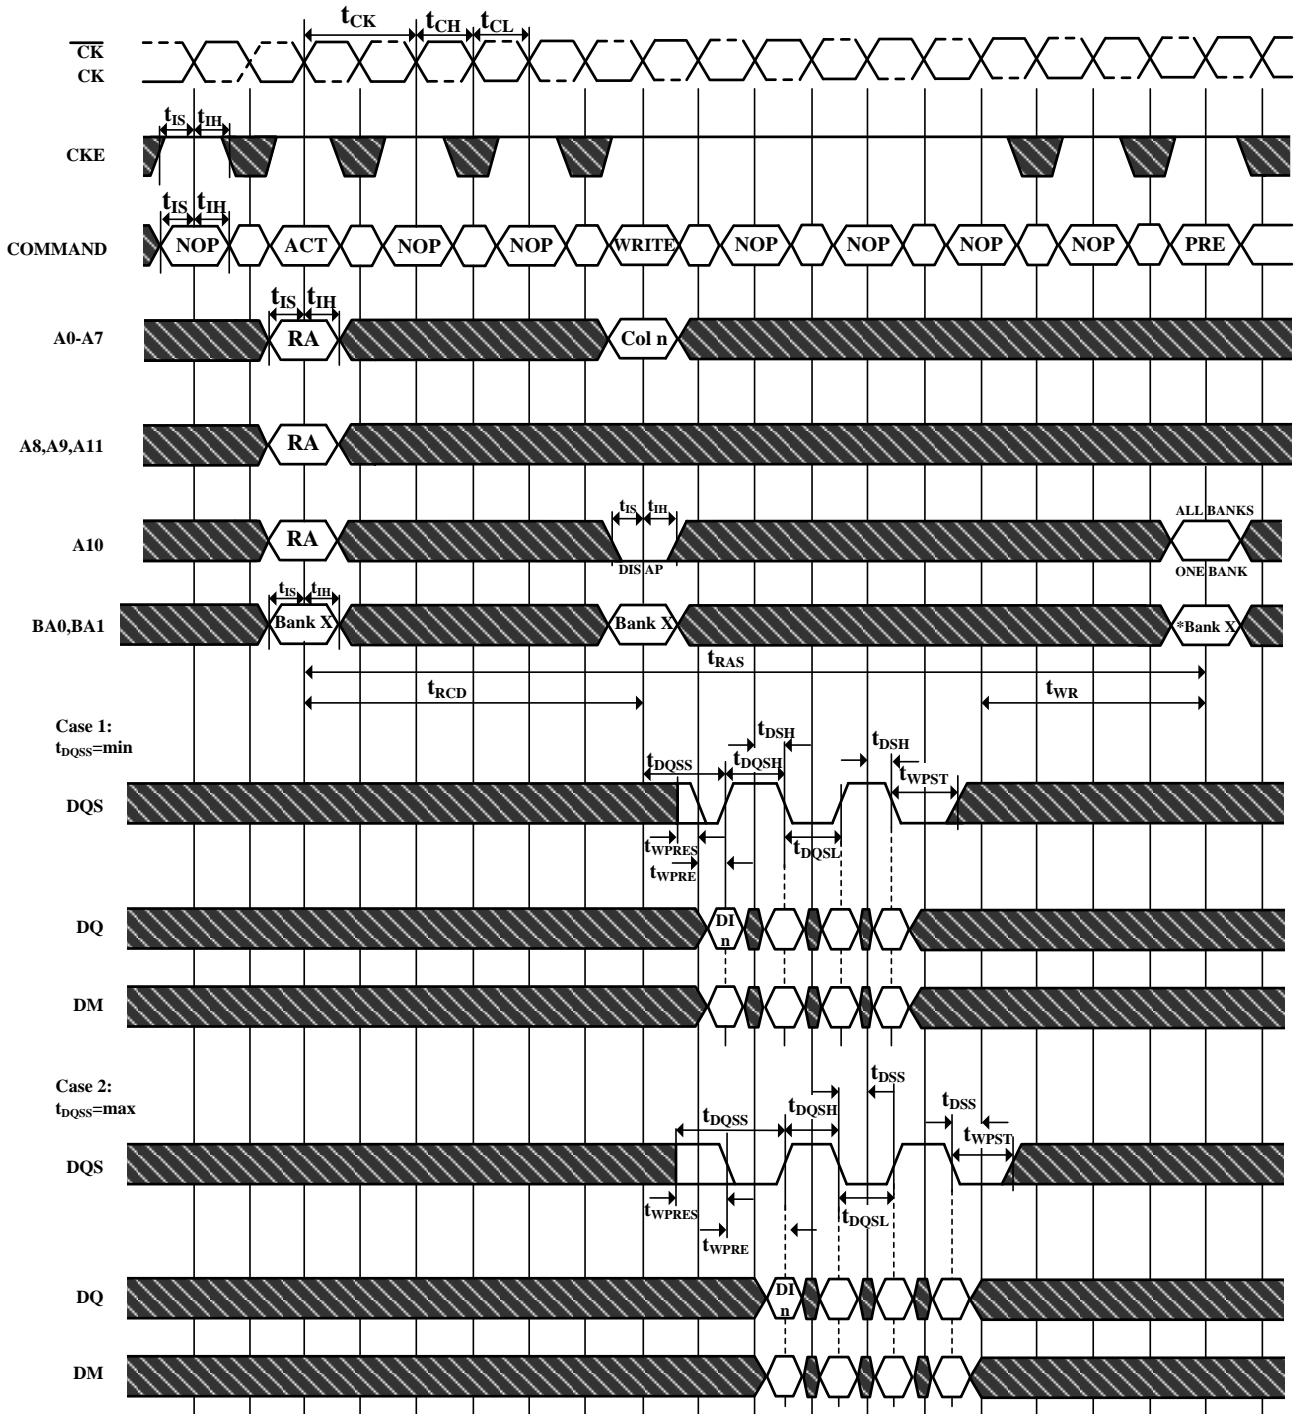 tCK tCH tCL
CK
CK
tIS tIH
CKE
tIS tIH
COMMAND NOP ACT NOP NOP WRITE NOP NOP NOP NOP PRE
tIS tIH
A0-A7 RA Col n
A8,A9,A11 RA
tIS tIH ALL BANKS
A10 RA
DIS AP ONE BANK
tIS tIH
BA0,BA1 Bank X Bank X *Bank X
tRAS
tRCD tWR
Case 1:
tDQSS=min
tDSH tDSH
tDQSS tDQSH tWPST
DQS
tWPRES tDQSL
tWPRE
DQ DI
n
DM
Case 2:
tDQSS=max
tDSS tDSS
tDQSS tDQSH tWPST
DQS
tWPRES tDQSL
tWPRE
DQ DI
n
DM